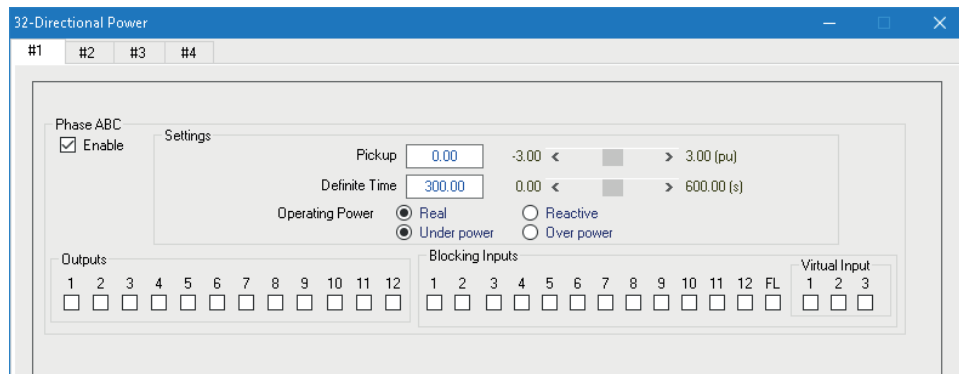 32-Directional Power
#1 #2 #3 #4
Phase ABC
Enable
Settings
Pickup 0.00 -3.00 < > 3.00 (pu)
Definite Time 300.00 0.00 < > 600.00 (s)
Operating Power Real Reactive
Under power Over power
Outputs
1 2 3 4 5 6 7 8 9 10 11 12
Blocking Inputs
1 2 3 4 5 6 7 8 9 10 11 12 FL
Virtual Input
1 2 3